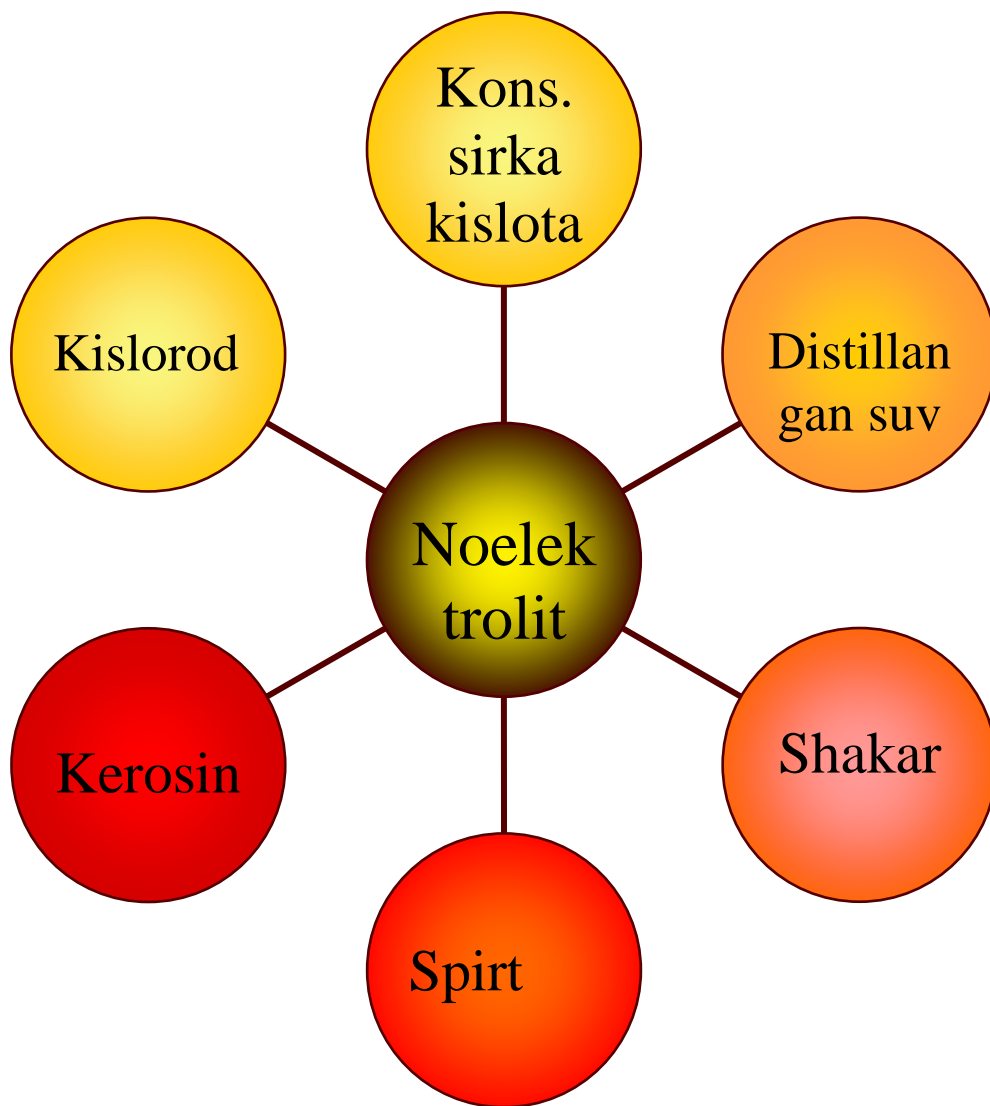 Kons.
sirka
kislota
Kislorod
Distillan
gan suv
Noelek
trolit
Kerosin
Shakar
Spirt